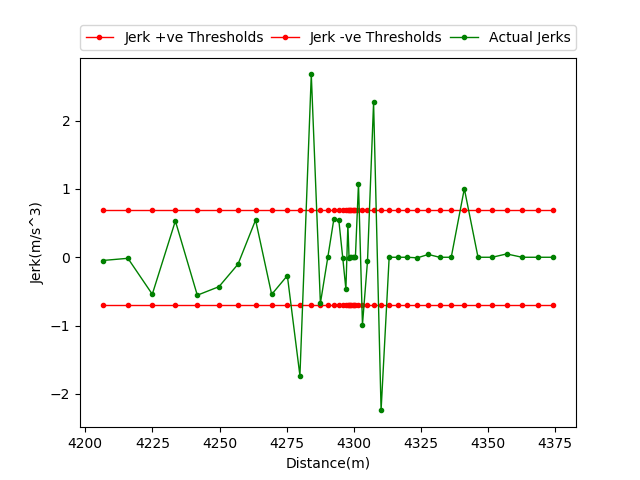 Jerk +ve Thresholds Jerk -ve Thresholds Actual Jerks
Jerk(m/s^3)
2
1
0
−1
−2
4200 4225 4250 4275 4300 4325 4350 4375
Distance(m)